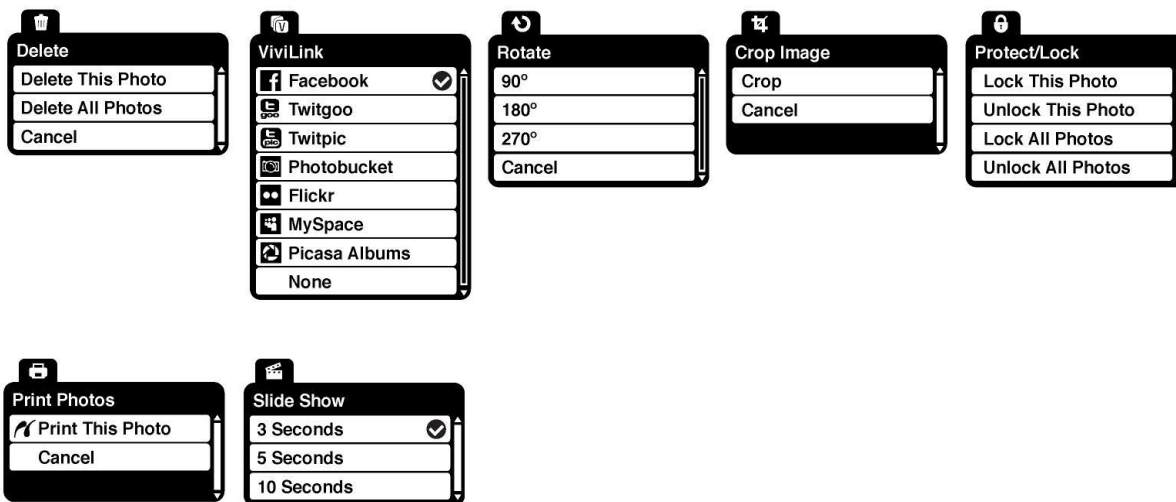 Delete
Delete This Photo
Delete All Photos
Cancel
ViviLink
Facebook
Twitgoo
Twitpic
Photobucket
Flickr
MySpace
Picasa Albums
None
Rotate
90°
180°
270°
Cancel
Crop Image
Crop
Cancel
Protect/Lock
Lock This Photo
Unlock This Photo
Lock All Photos
Unlock All Photos
Print Photos
Print This Photo
Cancel
Slide Show
3 Seconds
5 Seconds
10 Seconds